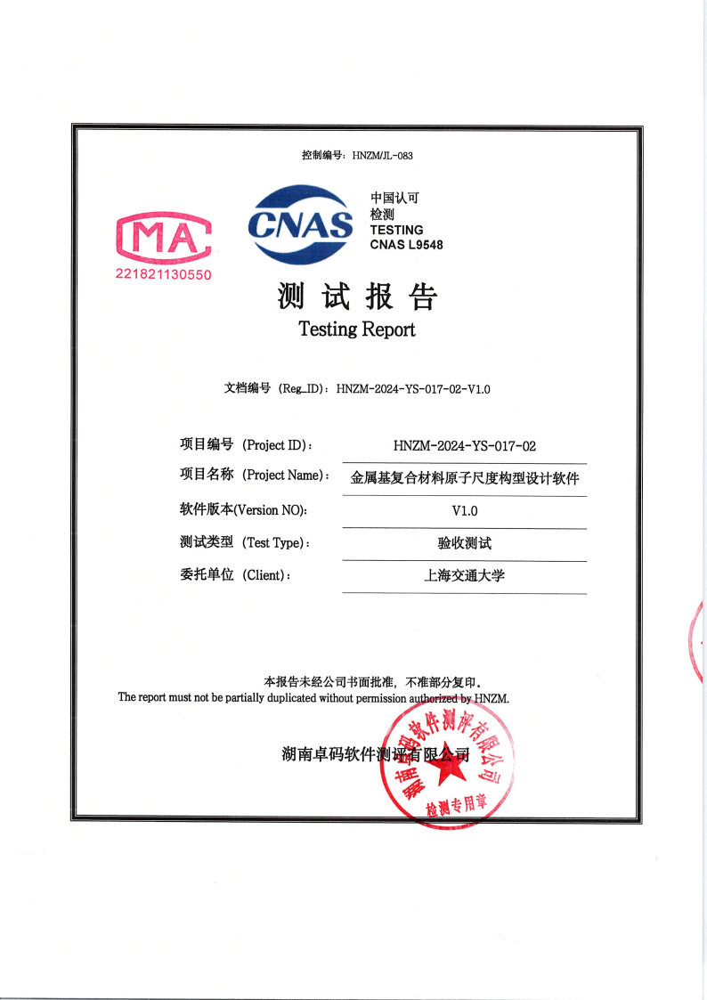 控制编号：HNZM/JL-083
MA
221821130550
CNAS
中国认可
检测
TESTING
CNAS L9548
测试报告
Testing Report
文档编号 (Reg_ID)：HNZM-2024-YS-017-02-V1.0
项目编号 (Project ID)： HNZM-2024-YS-017-02
项目名称 (Project Name)： 金属基复合材料原子尺度构型设计软件
软件版本(Version NO): V1.0
测试类型 (Test Type)： 验收测试
委托单位 (Client)： 上海交通大学
本报告未经公司书面批准，不准部分复印。
The report must not be partially duplicated without permission authorized by HNZM.
湖南卓码软件测评有限公司
湖南卓码软件测评有限公司
检测专用章